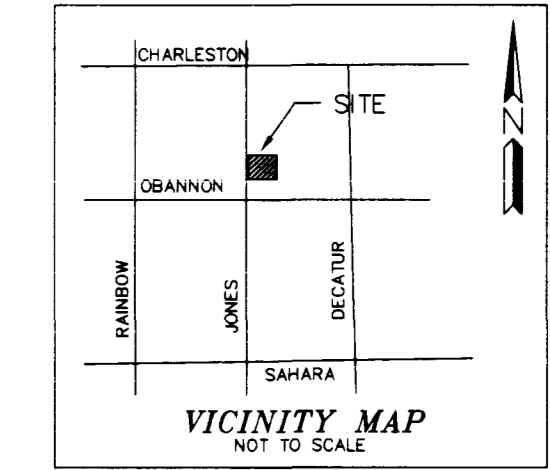 CHARLESTON
SITE
N
OBANNON
RAINBOW
JONES
DECATUR
SAHARA
VICINITY MAP
NOT TO SCALE